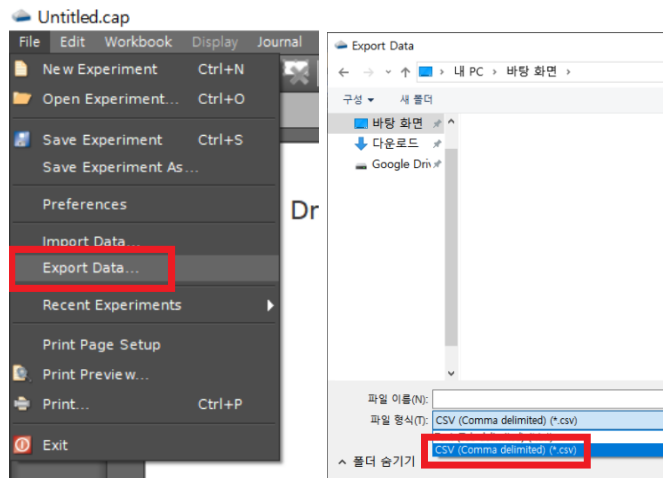 Untitled.cap
File Edit Workbook Display Journal
New Experiment Ctrl+N
Open Experiment... Ctrl+O
Save Experiment Ctrl+S
Save Experiment As...
Preferences
Import Data...
Export Data...
Recent Experiments
Print Page Setup
Print Preview...
Print... Ctrl+P
Exit
Dr
Export Data
내 PC › 바탕 화면 ›
구성 새 폴더
바탕 화면
다운로드
Google Driv
파일 이름(N):
파일 형식(T): CSV (Comma delimited) (*.csv)
CSV (Comma delimited) (*.csv)
폴더 숨기기